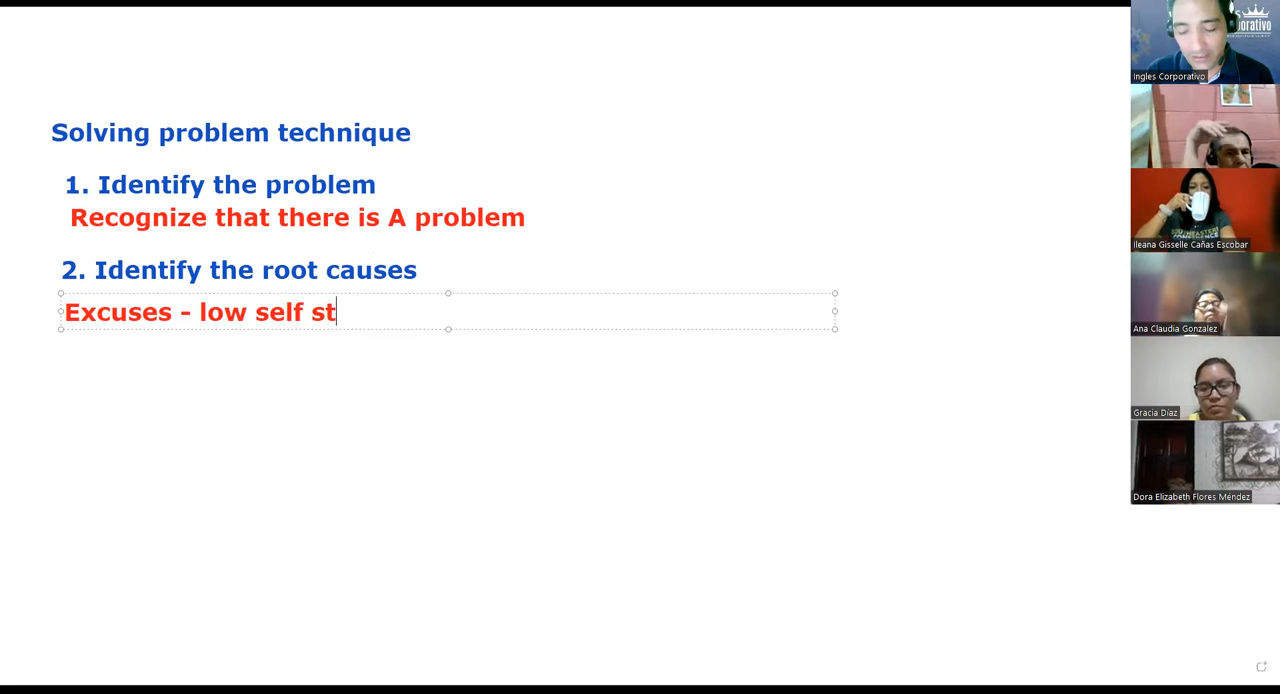 Solving problem technique
1. Identify the problem
Recognize that there is A problem
2. Identify the root causes
Excuses - low self st
Ingles Corporativo
Ileana Gisselle Cañas Escobar
Ana Claudia Gonzalez
Gracia Díaz
Dora Elizabeth Flores Méndez